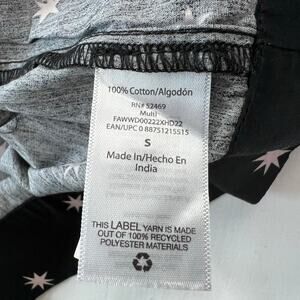 100% Cotton/Algodón
RN# 52469
Multi
FAWWD00222XHD22
EAN/UPC 0 88751215515
S
Made In/Hecho En
India
THIS LABEL YARN IS MADE
OUT OF 100% RECYCLED
POLYESTER MATERIALS